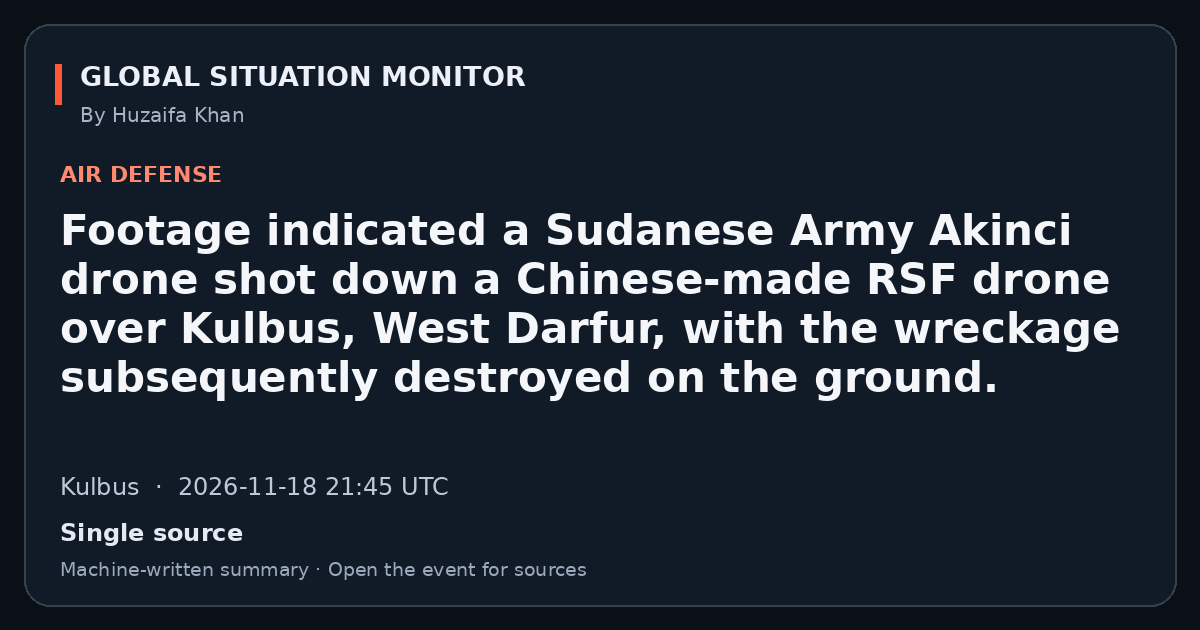 GLOBAL SITUATION MONITOR
By Huzaifa Khan
AIR DEFENSE
Footage indicated a Sudanese Army Akinci
drone shot down a Chinese-made RSF drone
over Kulbus, West Darfur, with the wreckage
subsequently destroyed on the ground.
Kulbus · 2026-11-18 21:45 UTC
Single source
Machine-written summary · Open the event for sources